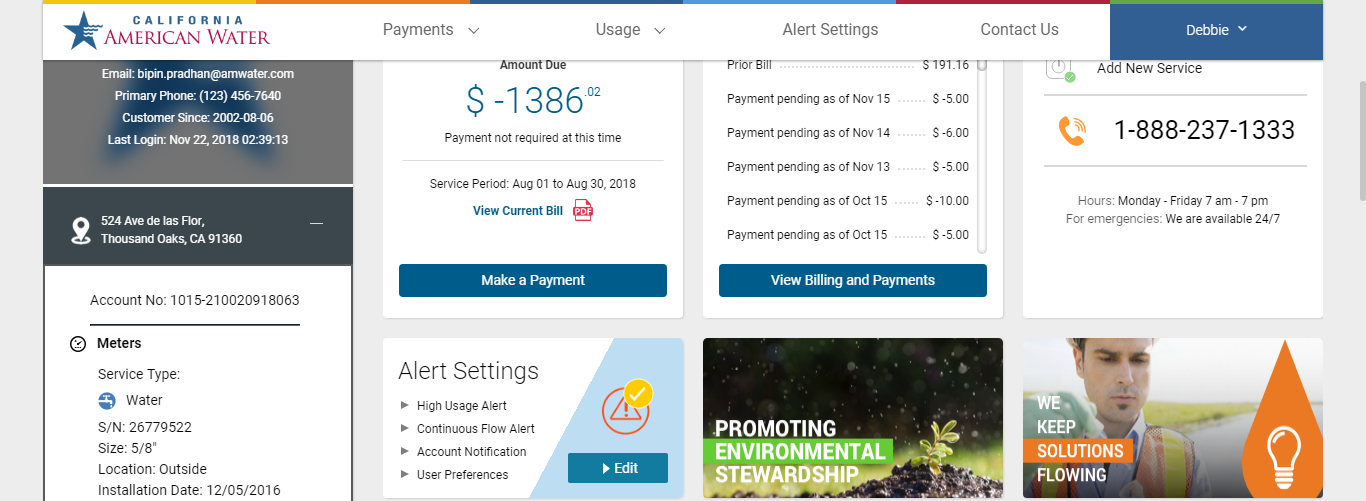 CALIFORNIA
AMERICAN WATER
Payments
Usage
Alert Settings
Contact Us
Debbie
Email: bipin.pradhan@amwater.com
Primary Phone: (123) 456-7640
Customer Since: 2002-08-06
Last Login: Nov 22, 2018 02:39:13
524 Ave de las Flor,
Thousand Oaks, CA 91360
Account No: 1015-210020918063
Meters
Service Type:
Water
S/N: 26779522
Size: 5/8"
Location: Outside
Installation Date: 12/05/2016
Amount Due
$ -1386.02
Payment not required at this time
Service Period: Aug 01 to Aug 30, 2018
View Current Bill PDF
Make a Payment
Prior Bill $ 191.16
Payment pending as of Nov 15 $ -5.00
Payment pending as of Nov 14 $ -6.00
Payment pending as of Nov 13 $ -5.00
Payment pending as of Oct 15 $ -10.00
Payment pending as of Oct 15 $ -5.00
View Billing and Payments
Add New Service
1-888-237-1333
Hours: Monday - Friday 7 am - 7 pm
For emergencies: We are available 24/7
Alert Settings
High Usage Alert
Continuous Flow Alert
Account Notification
User Preferences
Edit
PROMOTING
ENVIRONMENTAL
STEWARDSHIP
WE
KEEP
SOLUTIONS
FLOWING